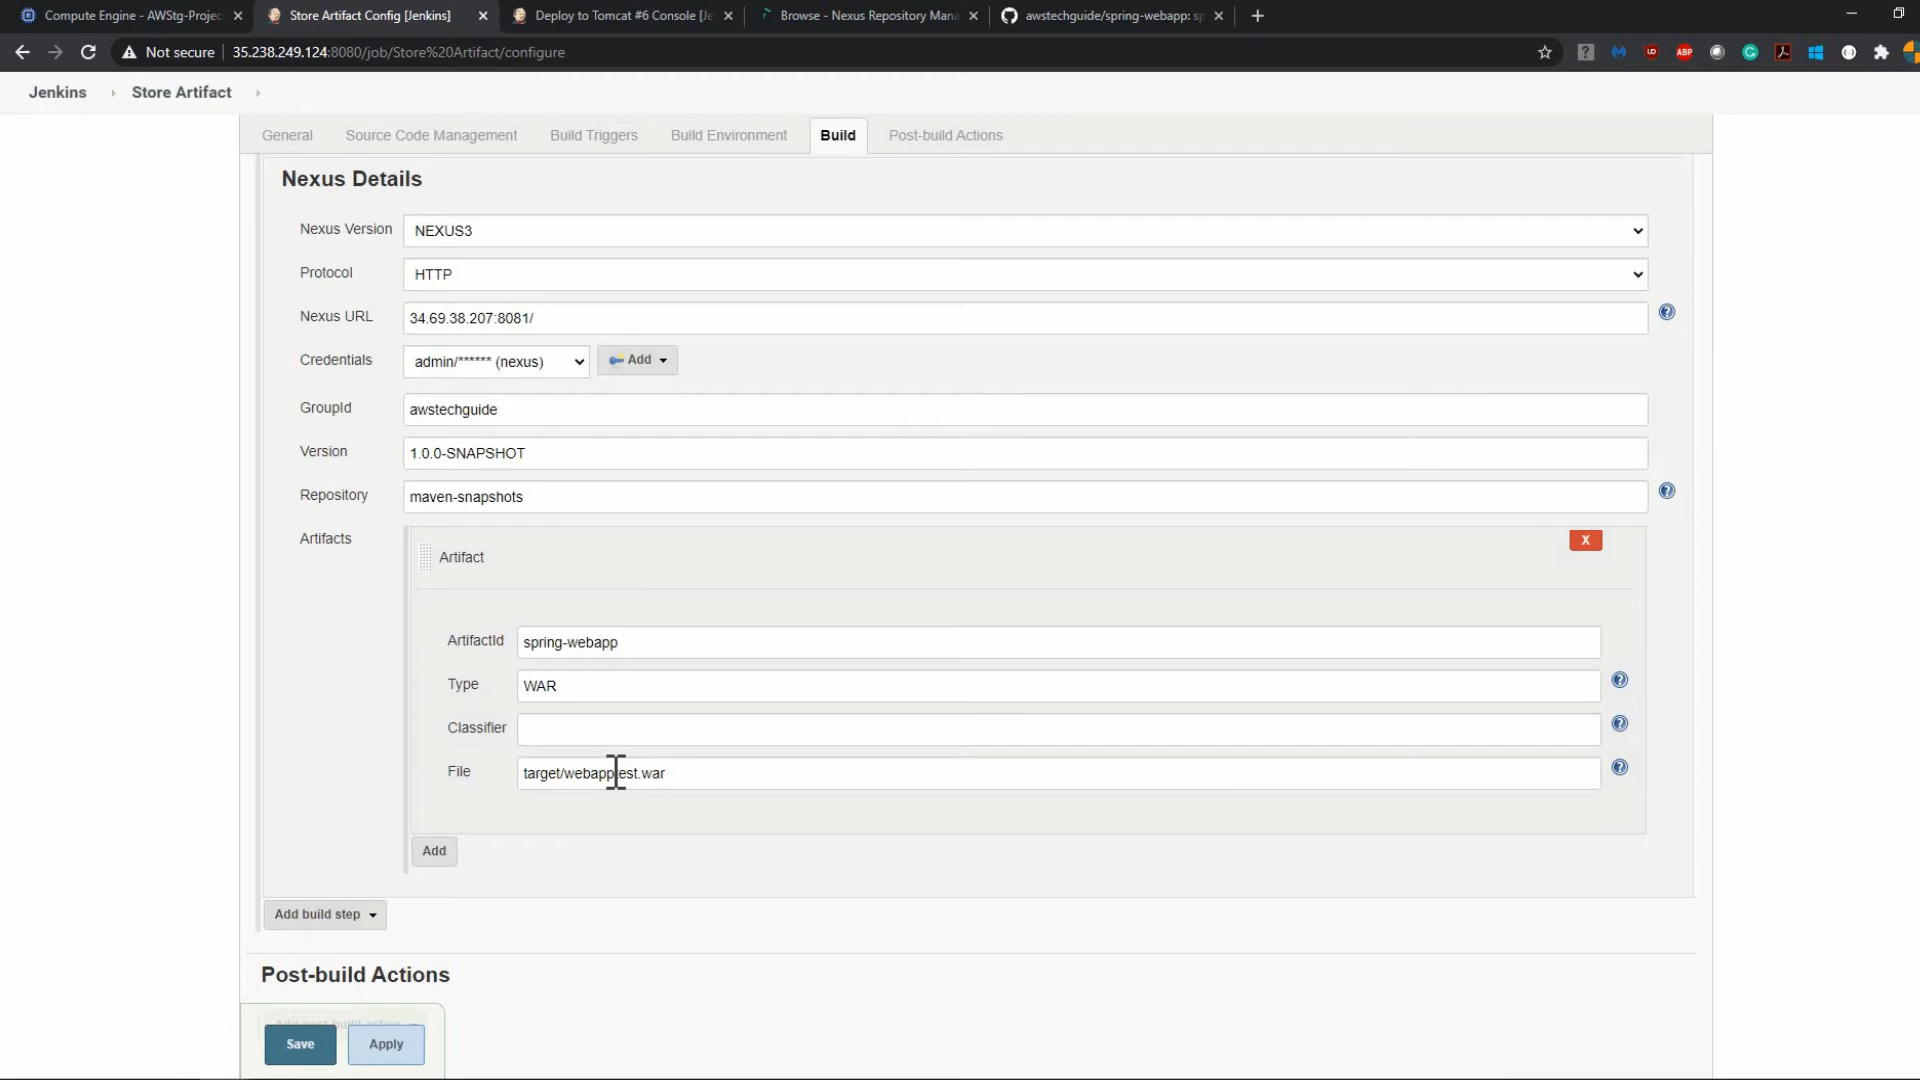 Compute Engine - AWStg-Projec
Store Artifact Config [Jenkins]
Deploy to Tomcat #6 Console [Je
Browse - Nexus Repository Mana
awstechguide/spring-webapp: sp
Not secure
35.238.249.124:8080/job/Store%20Artifact/configure
Jenkins
Store Artifact
General
Source Code Management
Build Triggers
Build Environment
Build
Post-build Actions
Nexus Details
Nexus Version
NEXUS3
Protocol
HTTP
Nexus URL
34.69.38.207:8081/
Credentials
admin/****** (nexus)
Add
GroupId
awstechguide
Version
1.0.0-SNAPSHOT
Repository
maven-snapshots
Artifacts
Artifact
X
ArtifactId
spring-webapp
Type
WAR
Classifier
File
target/webapptest.war
Add
Add build step
Post-build Actions
Add post-build action
Save
Apply